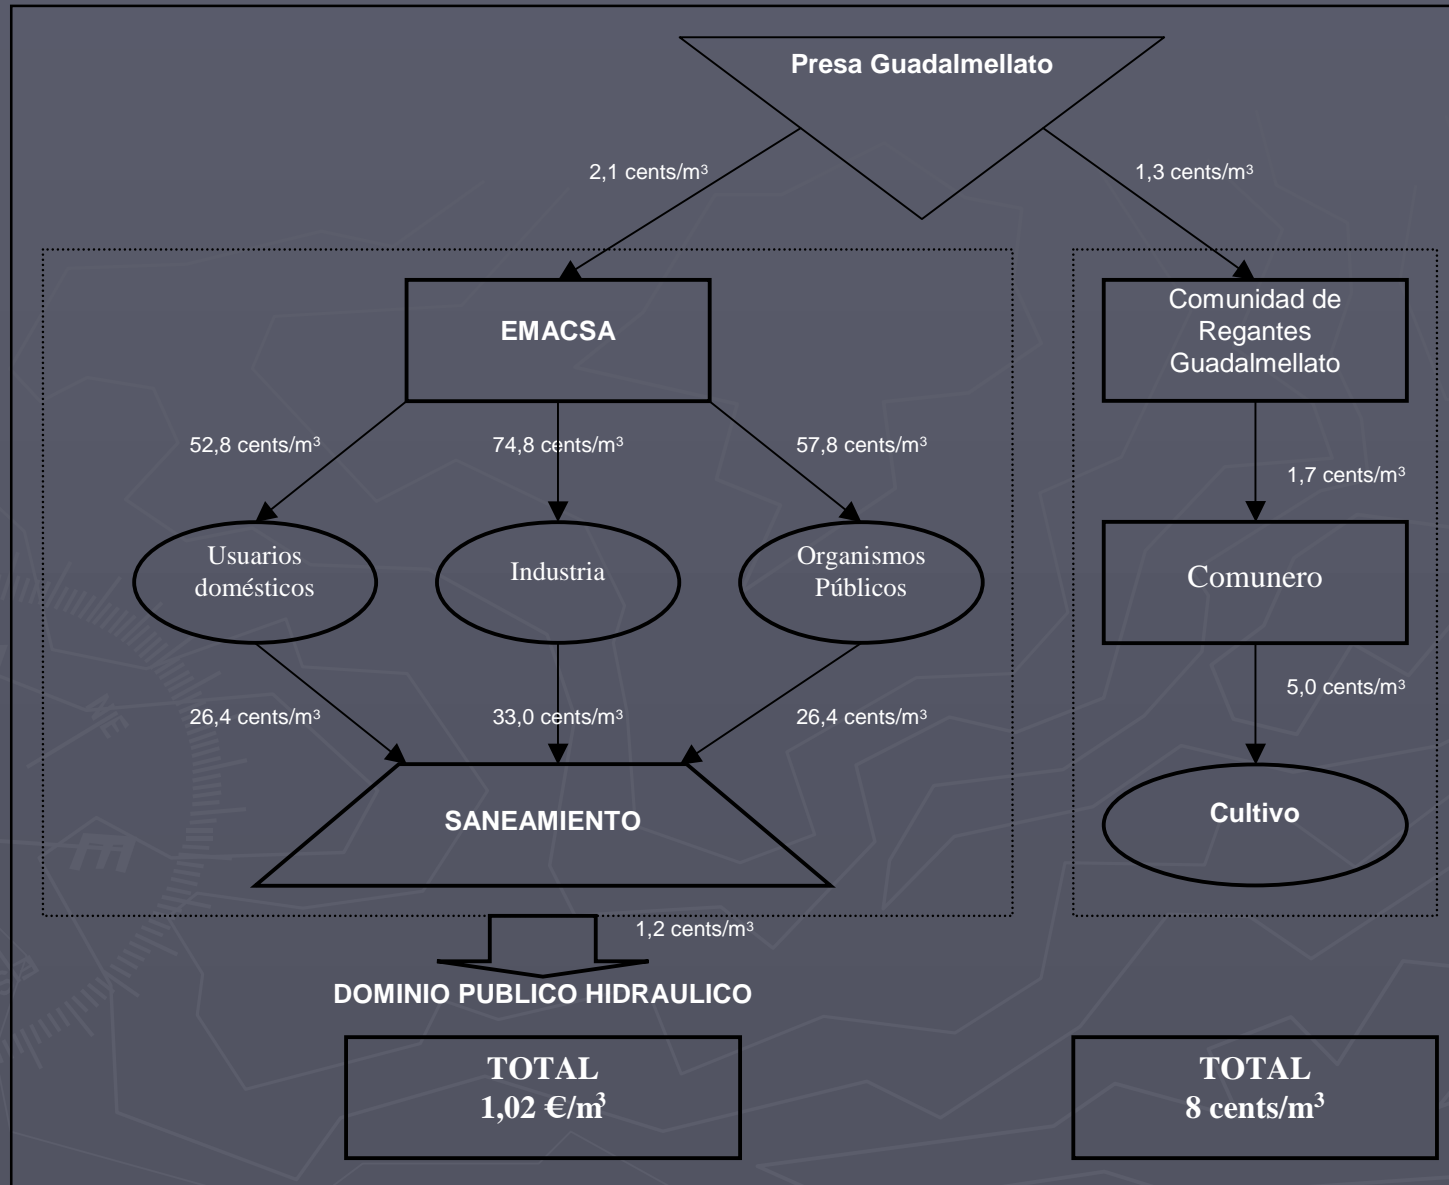 Presa Guadalmellato
2,1 cents/m³
1,3 cents/m³
EMACSA
Comunidad de
Regantes
Guadalmellato
52,8 cents/m³
74,8 cents/m³
57,8 cents/m³
1,7 cents/m³
Usuarios
domésticos
Industria
Organismos
Públicos
Comunero
26,4 cents/m³
33,0 cents/m³
26,4 cents/m³
5,0 cents/m³
SANEAMIENTO
Cultivo
1,2 cents/m³
DOMINIO PUBLICO HIDRAULICO
TOTAL
1,02 €/m³
TOTAL
8 cents/m³
NE
E